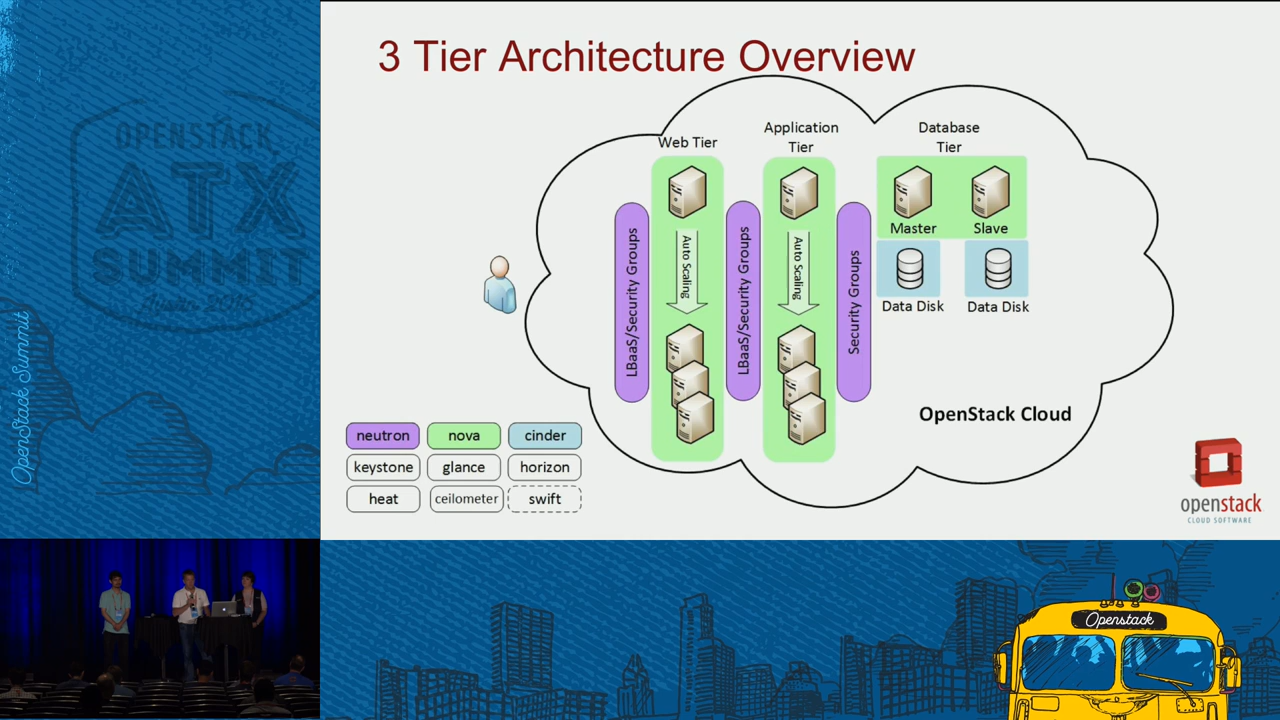 3 Tier Architecture Overview
OPENSTACK
ATX
SUMMIT
OpenStack Summit
Web Tier
Application
Tier
Database
Tier
LBaaS/Security Groups
Auto Scaling
LBaaS/Security Groups
Auto Scaling
Security Groups
Master
Slave
Data Disk
Data Disk
OpenStack Cloud
neutron
nova
cinder
keystone
glance
horizon
heat
ceilometer
swift
openstack
CLOUD SOFTWARE
Openstack